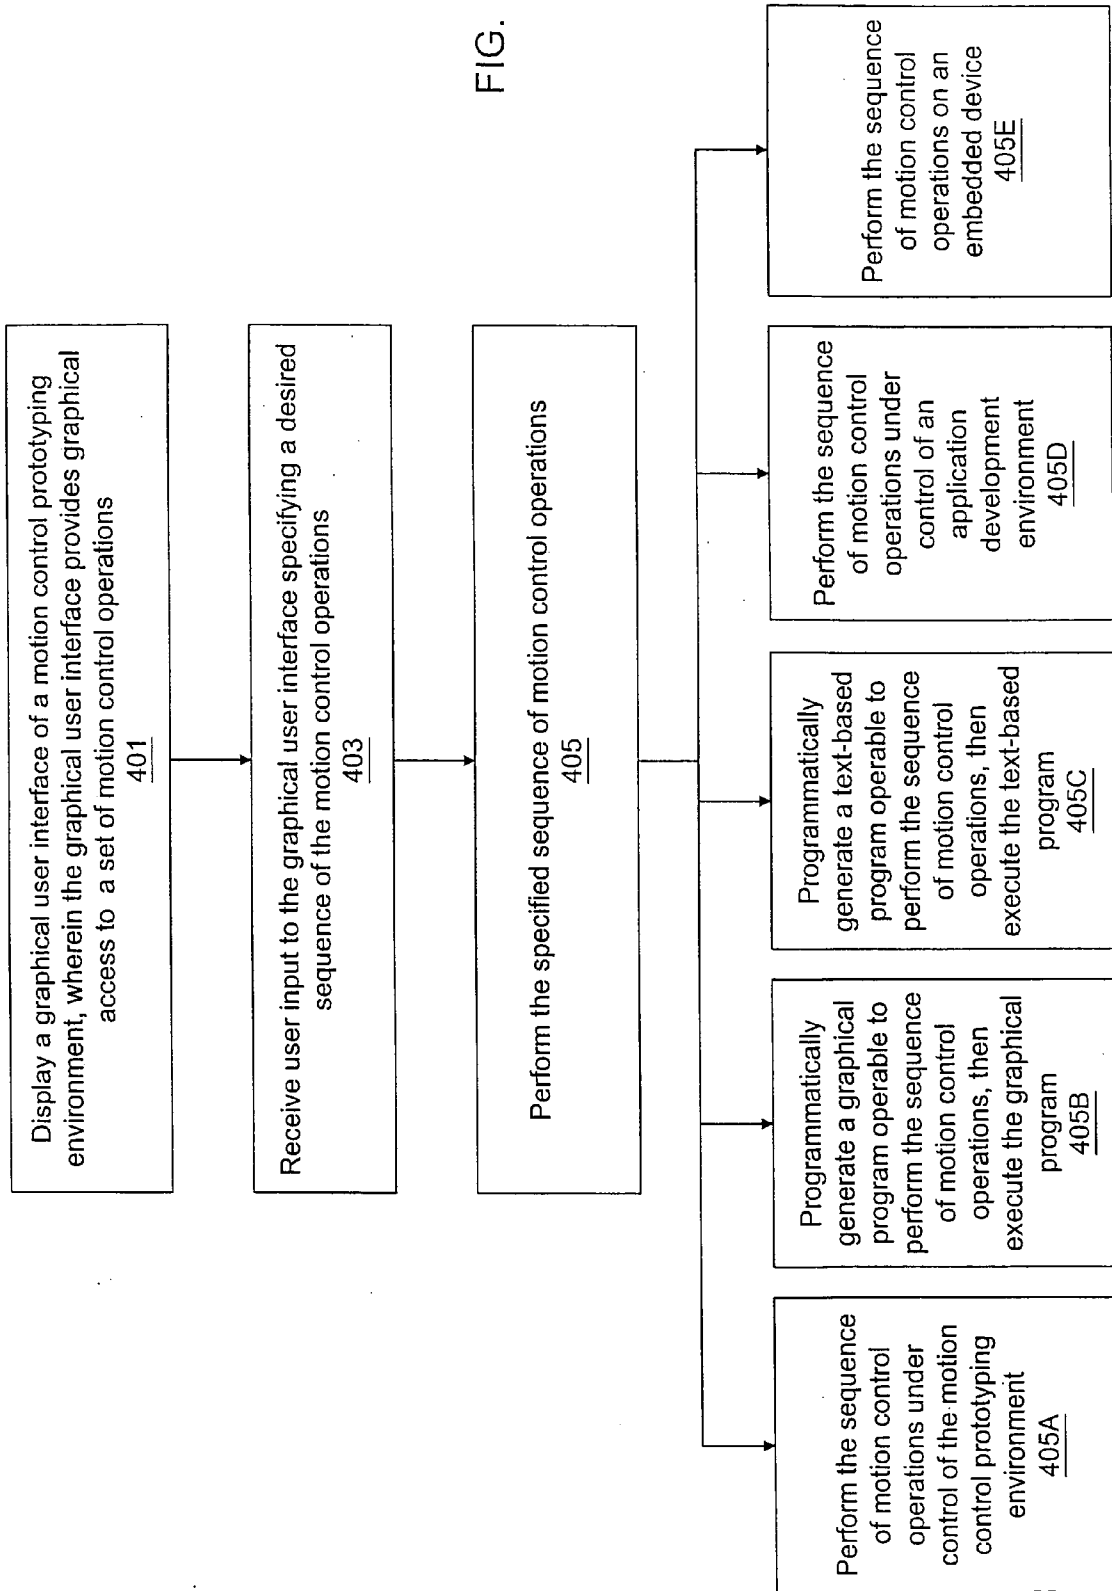 Display a graphical user interface of a motion control prototyping
environment, wherein the graphical user interface provides graphical
access to a set of motion control operations
401
Receive user input to the graphical user interface specifying a desired
sequence of the motion control operations
403
Perform the specified sequence of motion control operations
405
Perform the sequence
of motion control
operations under
control of the motion
control prototyping
environment
405A
Programmatically
generate a graphical
program operable to
perform the sequence
of motion control
operations, then
execute the graphical
program
405B
Programmatically
generate a text-based
program operable to
perform the sequence
of motion control
operations, then
execute the text-based
program
405C
Perform the sequence
of motion control
operations under
control of an
application
development
environment
405D
Perform the sequence
of motion control
operations on an
embedded device
405E
FIG.